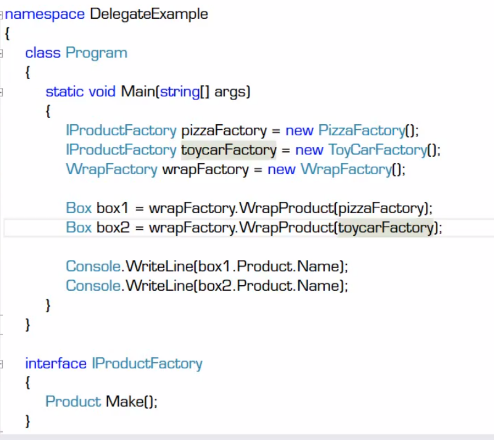 namespace DelegateExample
{
class Program
{
static void Main(string[] args)
{
IProductFactory pizzaFactory = new PizzaFactory();
IProductFactory toycarFactory = new ToyCarFactory();
WrapFactory wrapFactory = new WrapFactory();
Box box1 = wrapFactory.WrapProduct(pizzaFactory);
Box box2 = wrapFactory.WrapProduct(toycarFactory);
Console.WriteLine(box1.Product.Name);
Console.WriteLine(box2.Product.Name);
}
}
interface IProductFactory
{
Product Make();
}